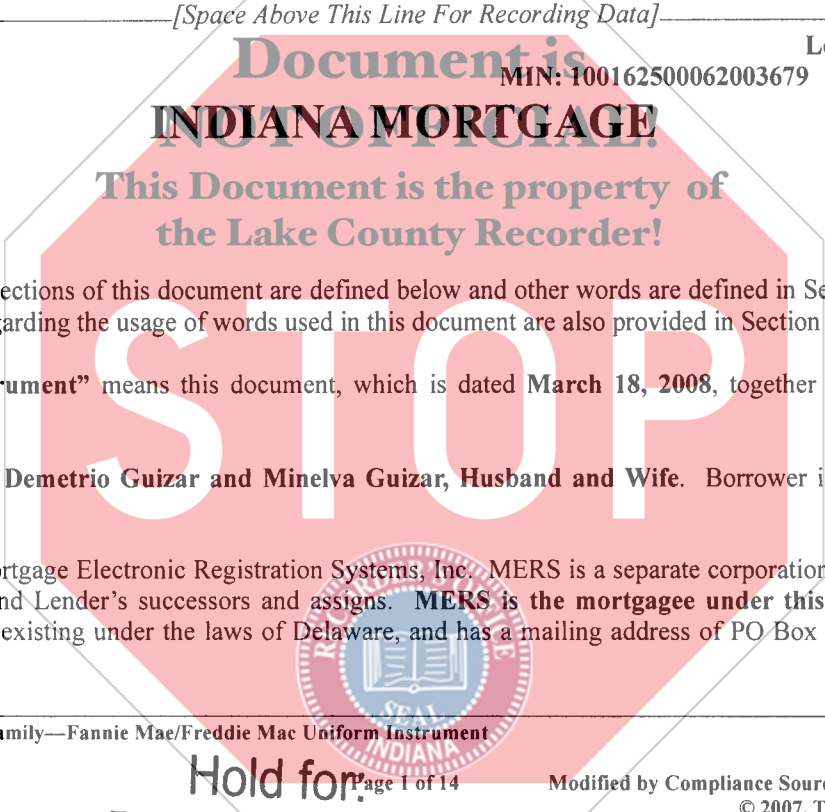 [Space Above This Line For Recording Data]
Document is
MIN: 100162500062003679
INDIANA MORTGAGE
NOT OFFICIAL!
This Document is the property of
the Lake County Recorder!
ections of this document are defined below and other words are defined in Se
arding the usage of words used in this document are also provided in Section
rument” means this document, which is dated March 18, 2008, together
STOP
Demetrio Guizar and Minelva Guizar, Husband and Wife. Borrower i
rtgage Electronic Registration Systems, Inc. MERS is a separate corporation
nd Lender's successors and assigns. MERS is the mortgagee under this
existing under the laws of Delaware, and has a mailing address of PO Box
RECORDER'S OFFICE
SEAL
INDIANA
amily—Fannie Mae/Freddie Mac Uniform Instrument
Hold for:
Page 1 of 14
Modified by Compliance Sourc
© 2007, T